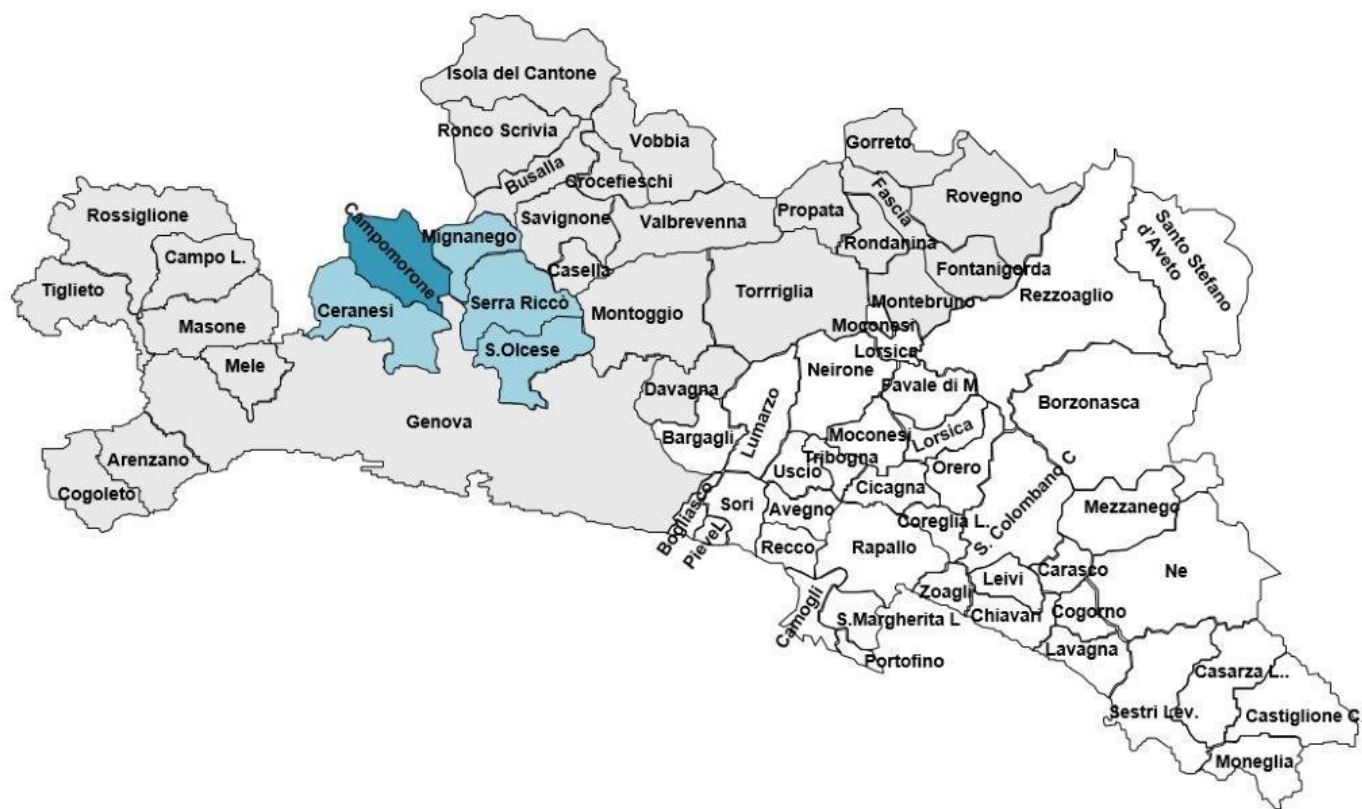 Isola del Cantone
Ronco Scrivia
Vobbia
Gorreto
Busalla
Crocefieschi
Fascia
Rovegno
Rossiglione
Campomorone
Mignanego
Savignone
Valbrevenna
Propata
Santo Stefano
d'Aveto
Campo L.
Rondanina
Casella
Fontanigorda
Tiglieto
Ceranesi
Serra Riccò
Montoggio
Torrriglia
Montebruno
Rezzoaglio
Masone
Moconesi
S.Olcese
Lorsica
Mele
Neirone
Davagna
Favale di M
Borzonasca
Genova
Lumarzo
Bargagli
Moconesi
Lorsica
Arenzano
Tribogna
Uscio
Orero
Cogoleto
Cicagna
S. Colombano C
Bogliasco
Sori
Avegno
Mezzanego
Coreglia L.
PieveL
Recco
Rapallo
Leivi
Carasco
Ne
Zoagli
Camogli
S.Margherita L
Chiavari
Cogorno
Lavagna
Portofino
Casarza L..
Sestri Lev.
Castiglione C.
Moneglia